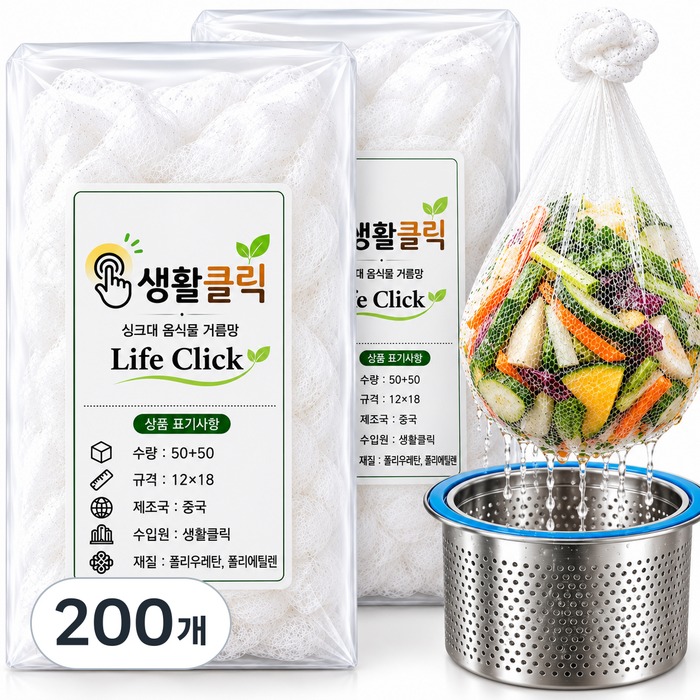 생활클릭
싱크대 옴식물 거름망
Life Click
상품 표기사항
수량 : 50+50
규격 : 12×18
제조국 : 중국
수입원 : 생활클릭
재질 : 폴리우레탄, 폴리에틸렌
200개
활클릭
대 옴식물 거름망
fe Click
상품 표기사항
수량 : 50+50
규격 : 12×18
제조국 : 중국
수입원 : 생활클릭
재질 : 폴리우레탄, 폴리에틸렌